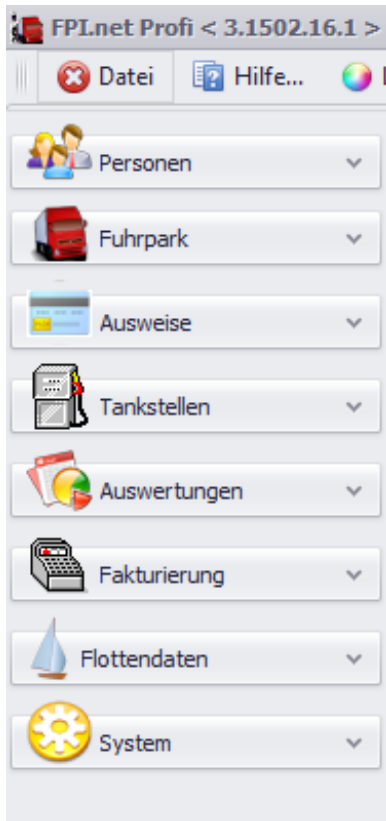 FPI.net Profi < 3.1502.16.1 >
Datei Hilfe...
Personen
Fuhrpark
Ausweise
Tankstellen
Auswertungen
Fakturierung
Flottendaten
System